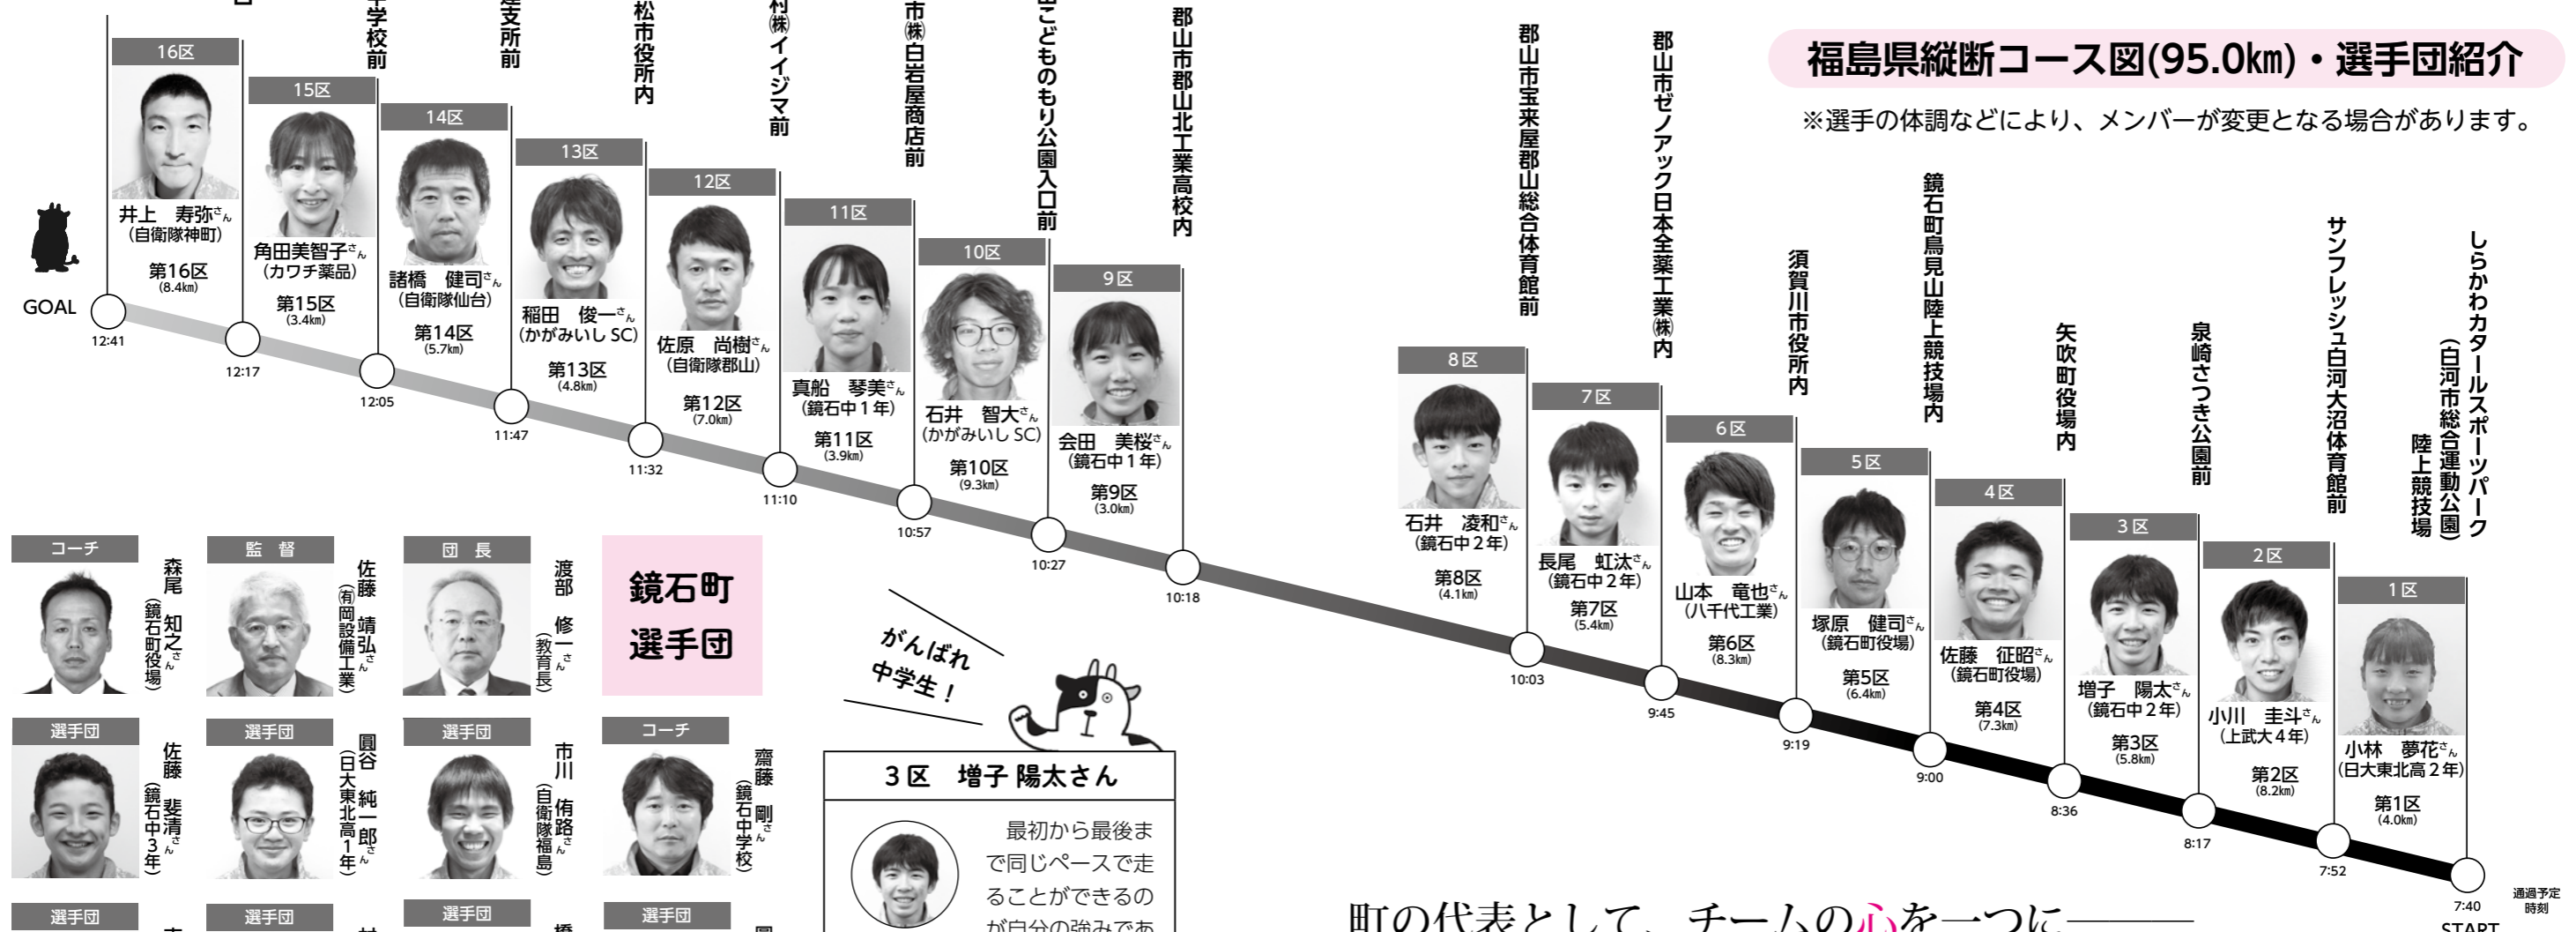 福島県縦断コース図(95.0㎞)・選手団紹介
※選手の体調などにより、メンバーが変更となる場合があります。
しらかわカタールスポーツパーク
(白河市総合運動公園)
陸上競技場
サンフレッシュ白河大沼体育館前
泉崎さつき公園前
矢吹町役場内
鏡石町鳥見山陸上競技場内
須賀川市役所内
郡山市ゼノアック日本全薬工業㈱内
郡山市宝来屋郡山総合体育館前
郡山市郡山北工業高校内
こどものもり公園入口前
市㈱白岩屋商店前
村㈱イイジマ前
松市役所内
支所前
学校前
16区
井上 寿弥さん
(自衛隊神町)
第16区
(8.4㎞)
15区
角田美智子さん
(カワチ薬品)
第15区
(3.4㎞)
14区
諸橋 健司さん
(自衛隊仙台)
第14区
(5.7㎞)
13区
稲田 俊一さん
(かがみいし SC)
第13区
(4.8㎞)
12区
佐原 尚樹さん
(自衛隊郡山)
第12区
(7.0㎞)
11区
真船 琴美さん
(鏡石中1年)
第11区
(3.9㎞)
10区
石井 智大さん
(かがみいし SC)
第10区
(9.3㎞)
9区
会田 美桜さん
(鏡石中1年)
第9区
(3.0㎞)
8区
石井 凌和さん
(鏡石中2年)
第8区
(4.1㎞)
7区
長尾 虹汰さん
(鏡石中2年)
第7区
(5.4㎞)
6区
山本 竜也さん
(八千代工業)
第6区
(8.3㎞)
5区
塚原 健司さん
(鏡石町役場)
第5区
(6.4㎞)
4区
佐藤 征昭さん
(鏡石町役場)
第4区
(7.3㎞)
3区
増子 陽太さん
(鏡石中2年)
第3区
(5.8㎞)
2区
小川 圭斗さん
(上武大4年)
第2区
(8.2㎞)
1区
小林 夢花さん
(日大東北高2年)
第1区
(4.0㎞)
GOAL
12:41
12:17
12:05
11:47
11:32
11:10
10:57
10:27
10:18
10:03
9:45
9:19
9:00
8:36
8:17
7:52
7:40
START
通過予定
時刻
鏡石町
選手団
団 長
渡部 修一さん
(教育長)
監 督
佐藤 靖弘さん
(㈲岡設備工業)
コーチ
森尾 知之さん
(鏡石町役場)
コーチ
齋藤 剛さん
(鏡石中学校)
選手団
市川 侑路さん
(自衛隊福島)
選手団
圓谷 純一郎さん
(日大東北高1年)
選手団
佐藤 斐清さん
(鏡石中3年)
選手団
選手団
選手団
選手団
がんばれ
中学生!
3区 増子 陽太さん
最初から最後ま
で同じペースで走
ることができるの
が自分の強みであ
町の代表として、チームの心を一つに――